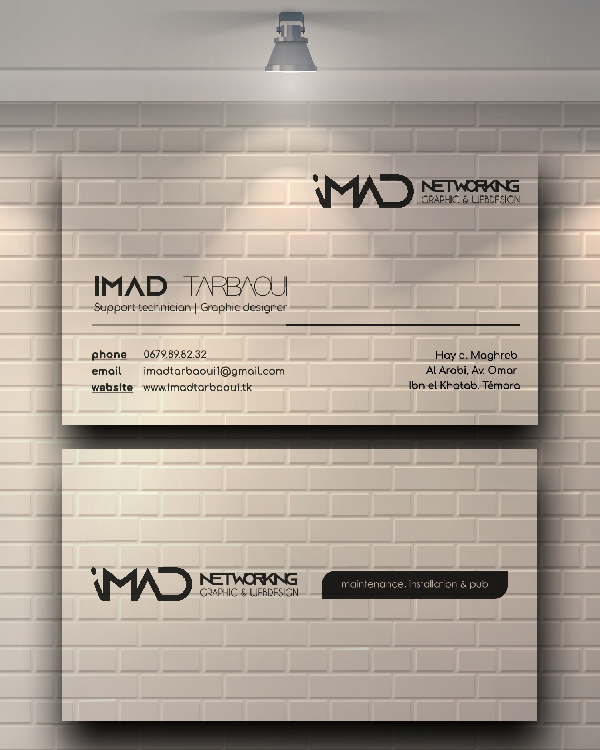 iMAD NETWORKING
GRAPHIC & WEBDESIGN
IMAD TARBAOUI
Support technician | Graphic designer
phone 0679.89.82.32
email imadtarbaoui1@gmail.com
website www.imadtarbaoui.tk
Hay e. Maghreb
Al Arabi, Av. Omar
Ibn el Khatab. Témara
iMAD NETWORKING
GRAPHIC & WEBDESIGN
maintenance, installation & pub